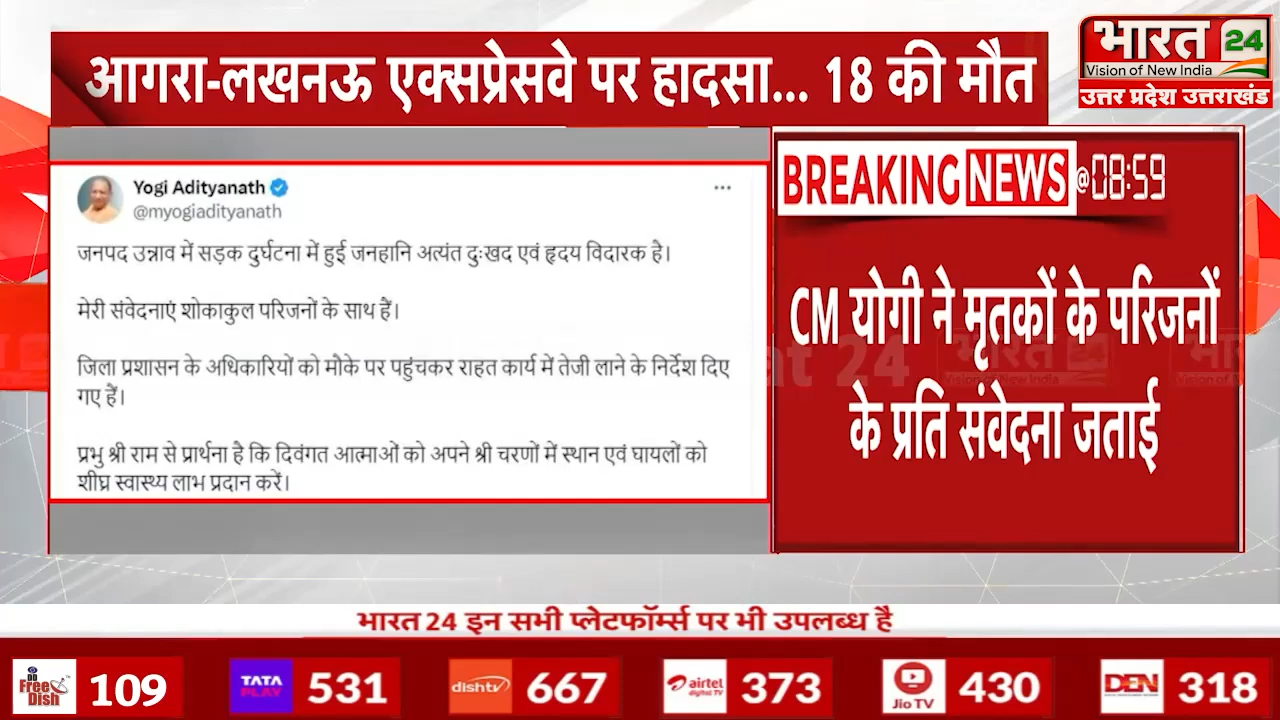 आगरा-लखनऊ एक्सप्रेसवे पर हादसा... 18 की मौत
भारत 24
Vision of New India
उत्तर प्रदेश उत्तराखंड
Yogi Adityanath
@myogiadityanath
जनपद उन्नाव में सड़क दुर्घटना में हुई जनहानि अत्यंत दुःखद एवं हृदय विदारक है।
मेरी संवेदनाएं शोकाकुल परिजनों के साथ हैं।
जिला प्रशासन के अधिकारियों को मौके पर पहुंचकर राहत कार्य में तेजी लाने के निर्देश दिए
गए हैं।
प्रभु श्री राम से प्रार्थना है कि दिवंगत आत्माओं को अपने श्री चरणों में स्थान एवं घायलों को
शीघ्र स्वास्थ्य लाभ प्रदान करें।
BREAKING NEWS @08:59
CM योगी ने मृतकों के परिजनों
के प्रति संवेदना जताई
भारत 24 इन सभी प्लेटफॉर्म्स पर भी उपलब्ध है
DD Free Dish 109
TATA PLAY 531
dishtv 667
airtel digital TV 373
JioTV 430
DEN 318